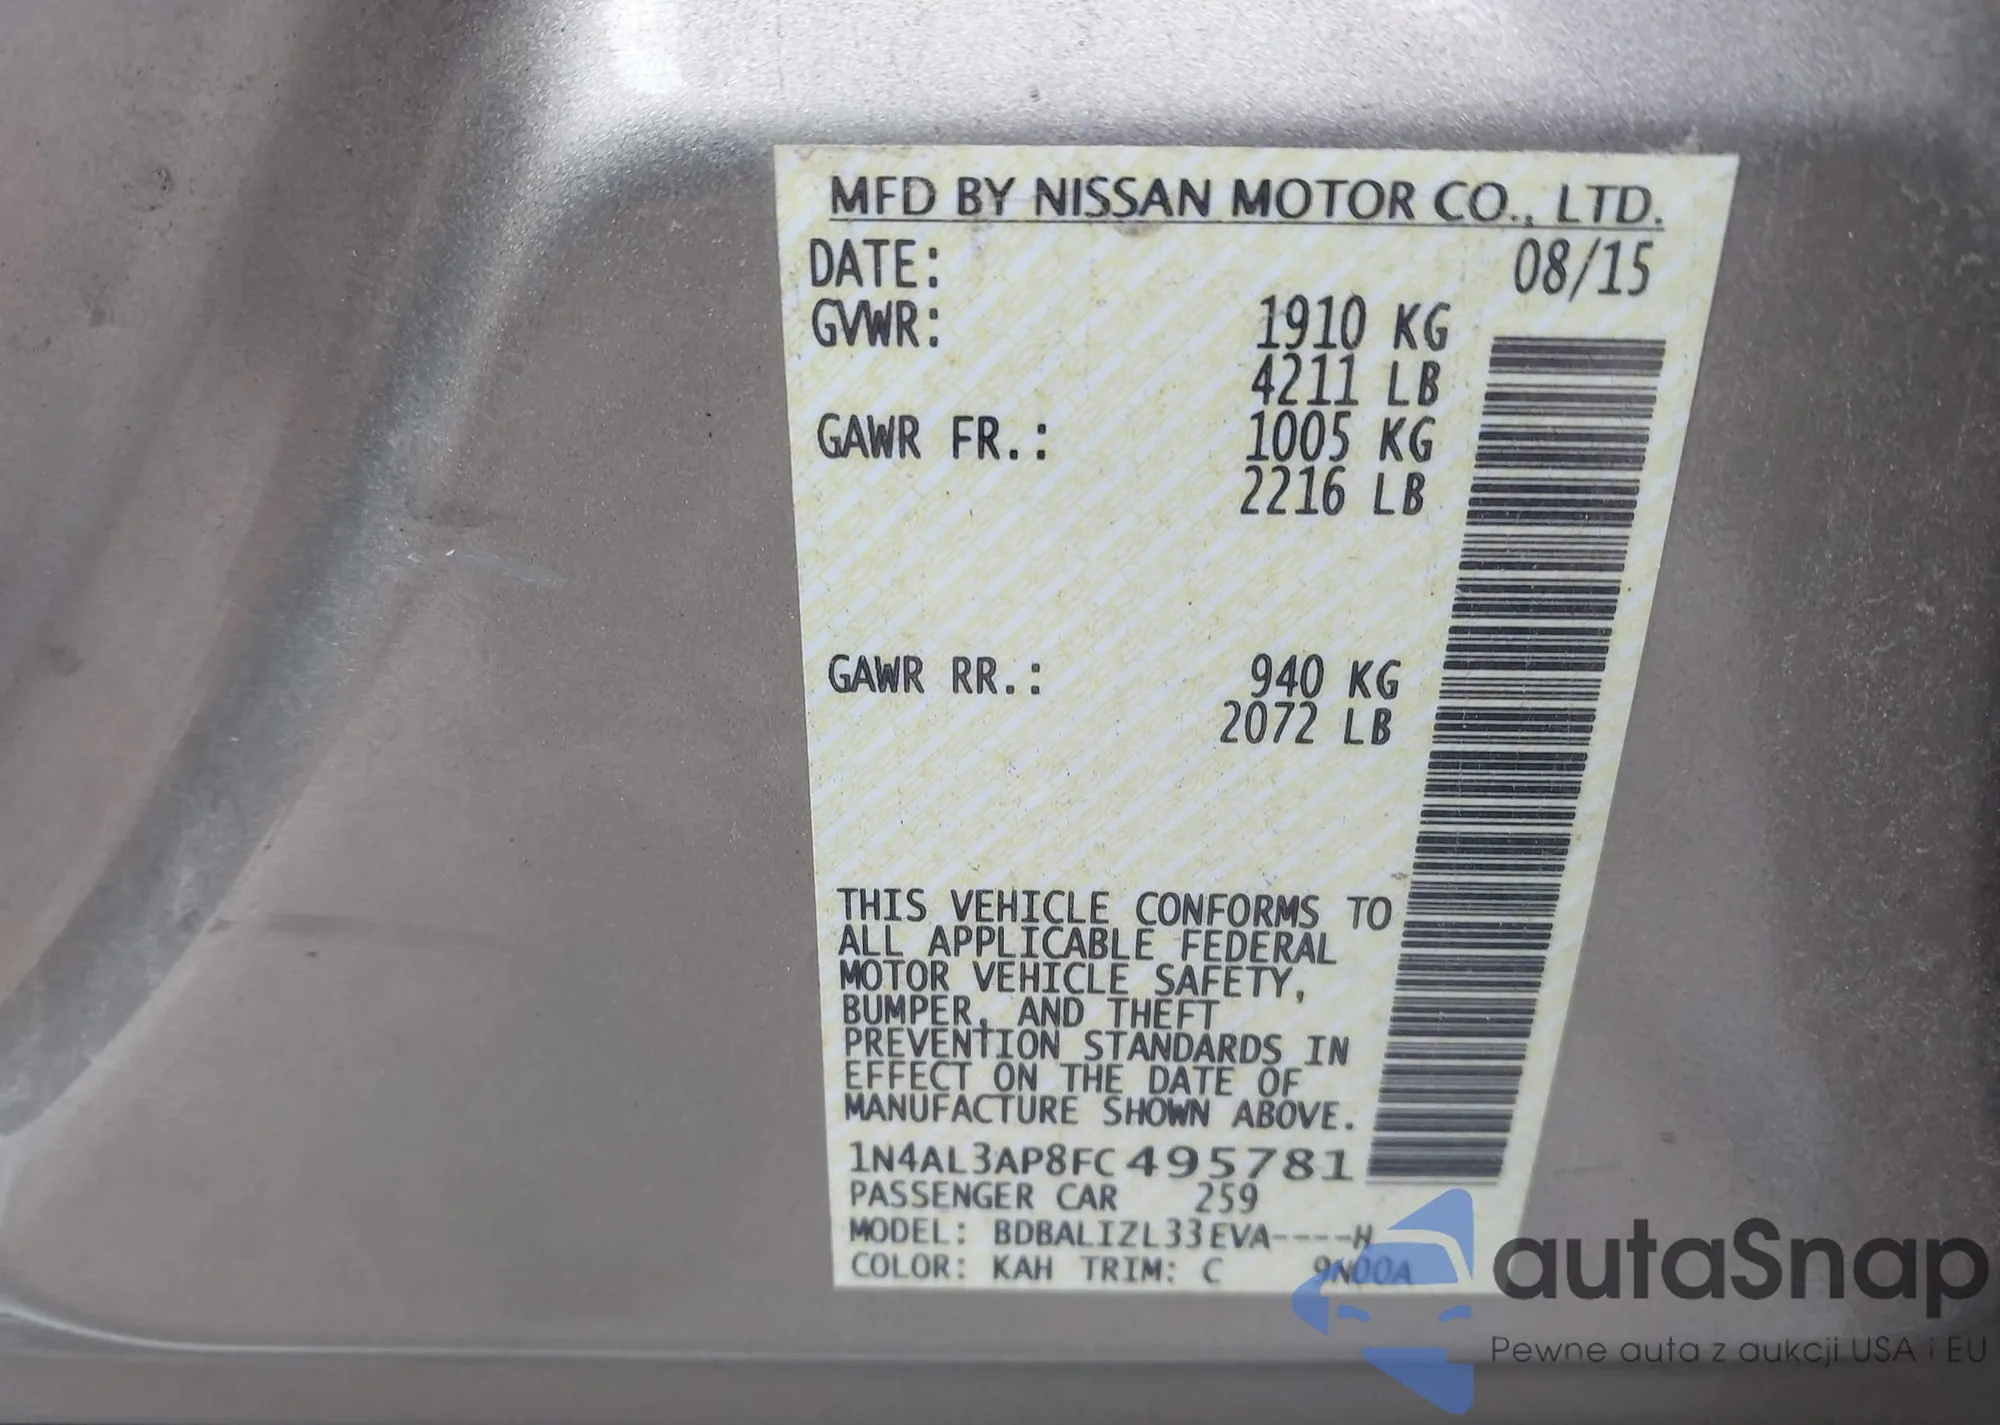 MFD BY NISSAN MOTOR CO., LTD.
DATE: 08/15
GVWR: 1910 KG
4211 LB
GAWR FR.: 1005 KG
2216 LB
GAWR RR.: 940 KG
2072 LB
THIS VEHICLE CONFORMS TO
ALL APPLICABLE FEDERAL
MOTOR VEHICLE SAFETY,
BUMPER, AND THEFT
PREVENTION STANDARDS IN
EFFECT ON THE DATE OF
MANUFACTURE SHOWN ABOVE.
1N4AL3AP8FC495781
PASSENGER CAR 259
MODEL: BDBALIZL33EVA----H
COLOR: KAH TRIM: C 9N00A
autaSnap
Pewne auta z aukcji USA i EU